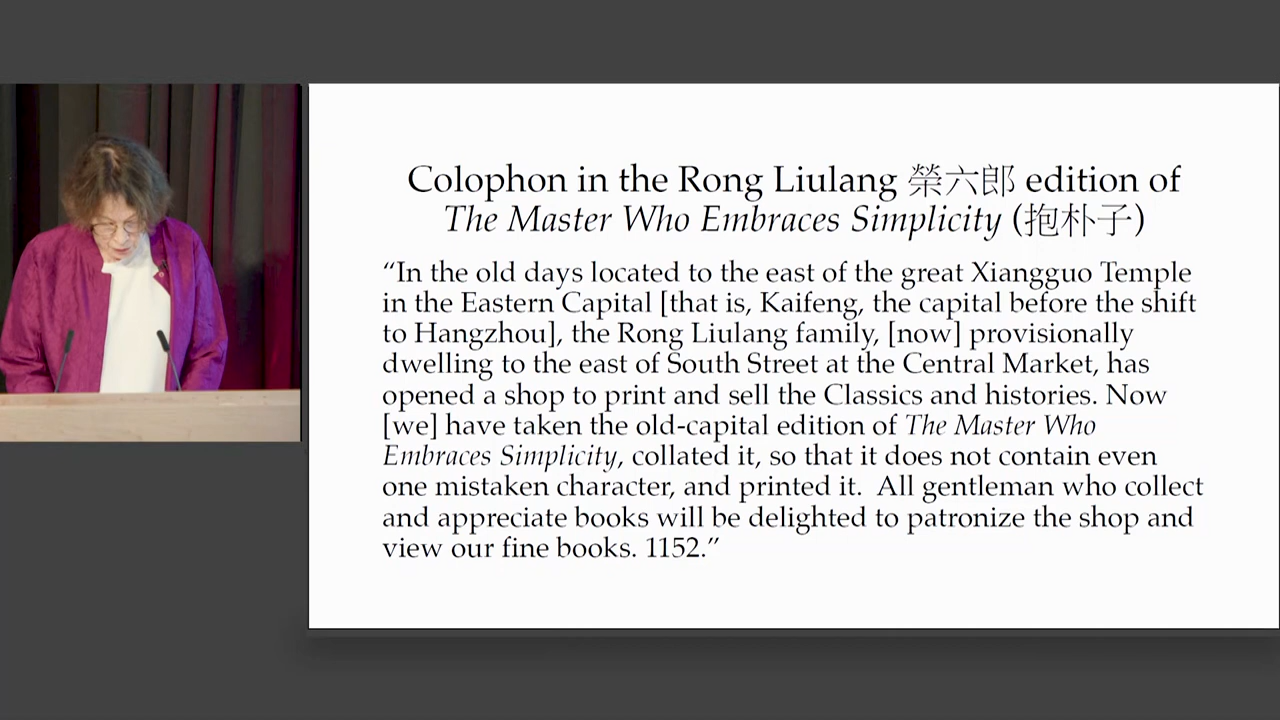 Colophon in the Rong Liulang 榮六郎 edition of
The Master Who Embraces Simplicity (抱朴子)
“In the old days located to the east of the great Xiangguo Temple
in the Eastern Capital [that is, Kaifeng, the capital before the shift
to Hangzhou], the Rong Liulang family, [now] provisionally
dwelling to the east of South Street at the Central Market, has
opened a shop to print and sell the Classics and histories. Now
[we] have taken the old-capital edition of The Master Who
Embraces Simplicity, collated it, so that it does not contain even
one mistaken character, and printed it.  All gentleman who collect
and appreciate books will be delighted to patronize the shop and
view our fine books. 1152.”